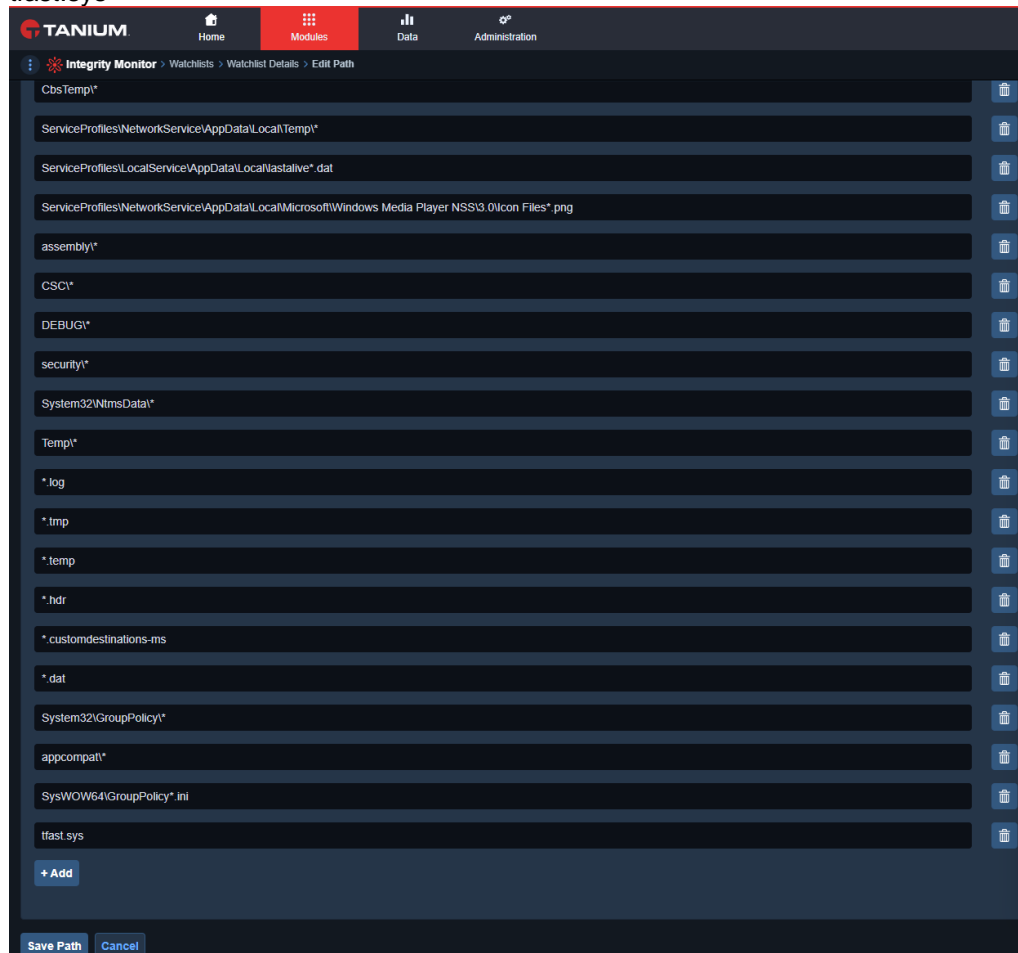 TANIUM
Home
Modules
Data
Administration
Integrity Monitor > Watchlists > Watchlist Details > Edit Path
CbsTemp\*
ServiceProfiles\NetworkService\AppData\Local\Temp\*
ServiceProfiles\LocalService\AppData\Local\lastalive*.dat
ServiceProfiles\NetworkService\AppData\Local\Microsoft\Windows Media Player NSS\3.0\Icon Files*.png
assembly\*
CSC\*
DEBUG\*
security\*
System32\NtmsData\*
Temp\*
*.log
*.tmp
*.temp
*.hdr
*.customdestinations-ms
*.dat
System32\GroupPolicy\*
appcompat\*
SysWOW64\GroupPolicy*.ini
tfast.sys
+ Add
Save Path
Cancel